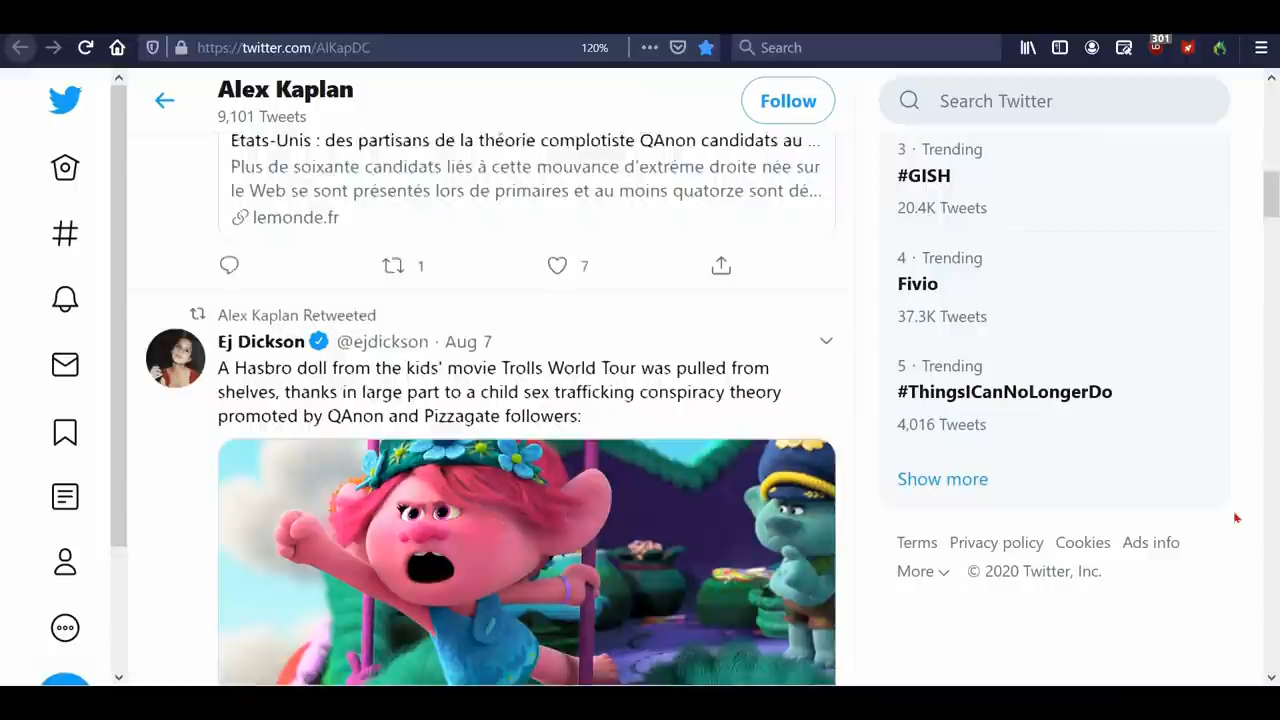 https://twitter.com/AlKapDC
120%
Search
301
Alex Kaplan
9,101 Tweets
Follow
Search Twitter
Etats-Unis : des partisans de la théorie complotiste QAnon candidats au ...
Plus de soixante candidats liés à cette mouvance d'extrême droite née sur
le Web se sont présentés lors de primaires et au moins quatorze sont dé...
lemonde.fr
1
7
Alex Kaplan Retweeted
Ej Dickson @ejdickson · Aug 7
A Hasbro doll from the kids' movie Trolls World Tour was pulled from
shelves, thanks in large part to a child sex trafficking conspiracy theory
promoted by QAnon and Pizzagate followers:
3 · Trending
#GISH
20.4K Tweets
4 · Trending
Fivio
37.3K Tweets
5 · Trending
#ThingsICanNoLongerDo
4,016 Tweets
Show more
Terms Privacy policy Cookies Ads info
More © 2020 Twitter, Inc.